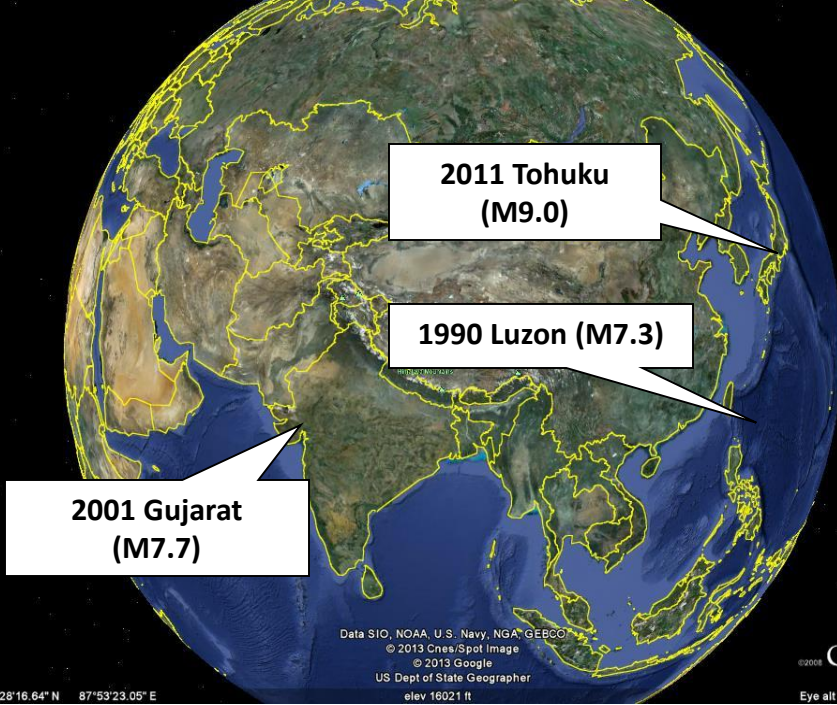 2011 Tohuku
(M9.0)
1990 Luzon (M7.3)
2001 Gujarat
(M7.7)
Data SIO, NOAA, U.S. Navy, NGA, GEBCO
© 2013 Cnes/Spot Image
© 2013 Google
US Dept of State Geographer
©2008
28'16.64" N 87°53'23.05" E
elev 16021 ft
Eye alt